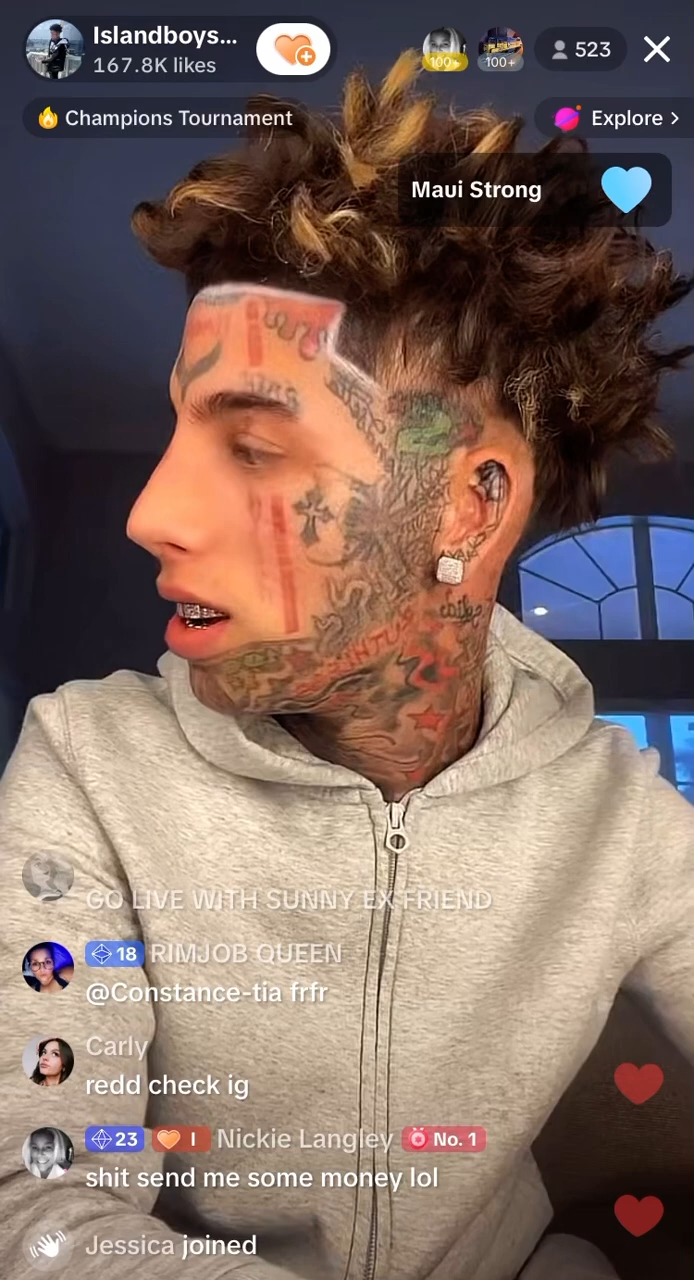 Islandboys...
167.8K likes
100+
100+
523
Champions Tournament
Explore >
Maui Strong
GO LIVE WITH SUNNY EX FRIEND
18 RIMJOB QUEEN
@Constance-tia frfr
Carly
redd check ig
23 I Nickie Langley No. 1
shit send me some money lol
Jessica joined